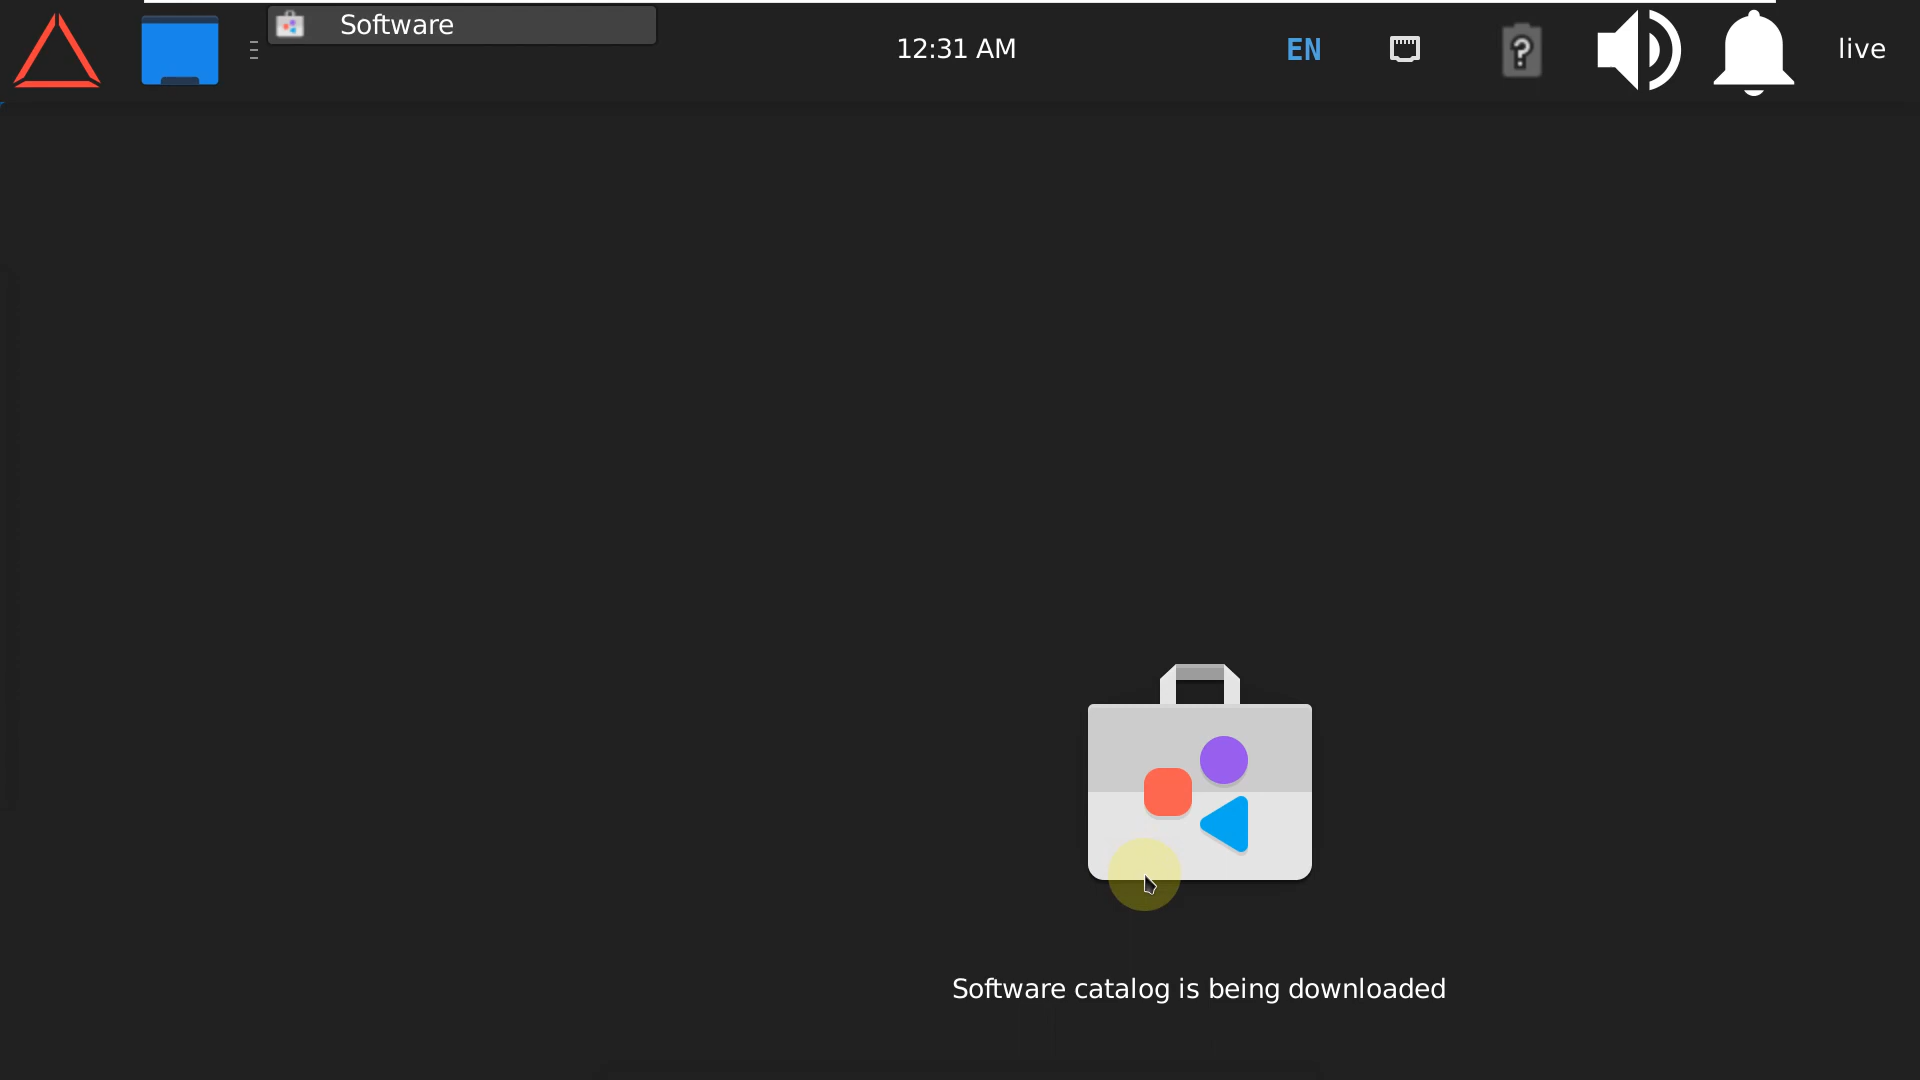 Software
12:31 AM
EN
live
Software catalog is being downloaded